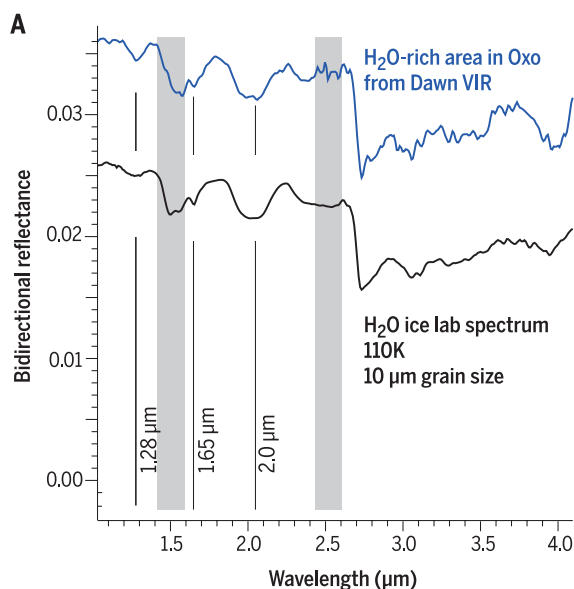 A
H₂O-rich area in Oxo
from Dawn VIR
0.03
0.02
0.01
0.00
Bidirectional reflectance
H₂O ice lab spectrum
110K
10 µm grain size
1.28 µm
1.65 µm
2.0 µm
1.5 2.0 2.5 3.0 3.5 4.0
Wavelength (µm)